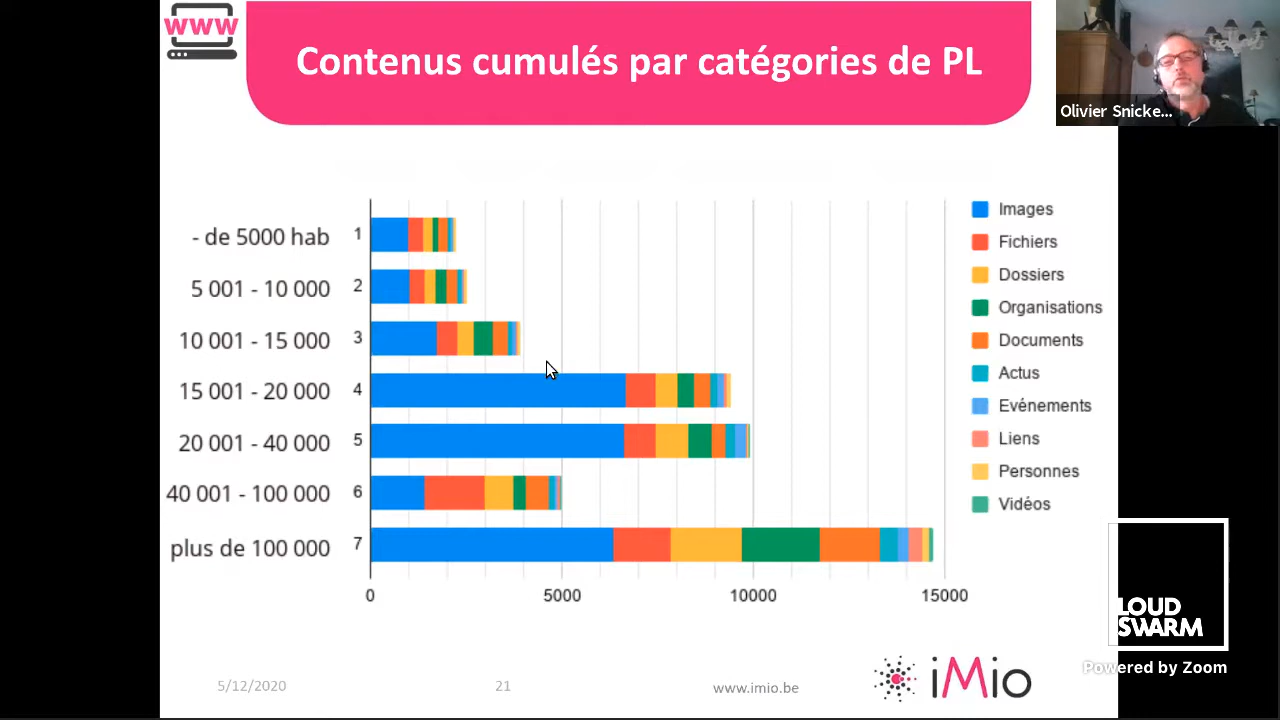 www
Contenus cumulés par catégories de PL
Olivier Snicke...
- de 5000 hab 1
5 001 - 10 000 2
10 001 - 15 000 3
15 001 - 20 000 4
20 001 - 40 000 5
40 001 - 100 000 6
plus de 100 000 7
0 5000 10000 15000
Images
Fichiers
Dossiers
Organisations
Documents
Actus
Evénements
Liens
Personnes
Vidéos
LOUD
SWARM
Powered by Zoom
5/12/2020 21 www.imio.be iMio